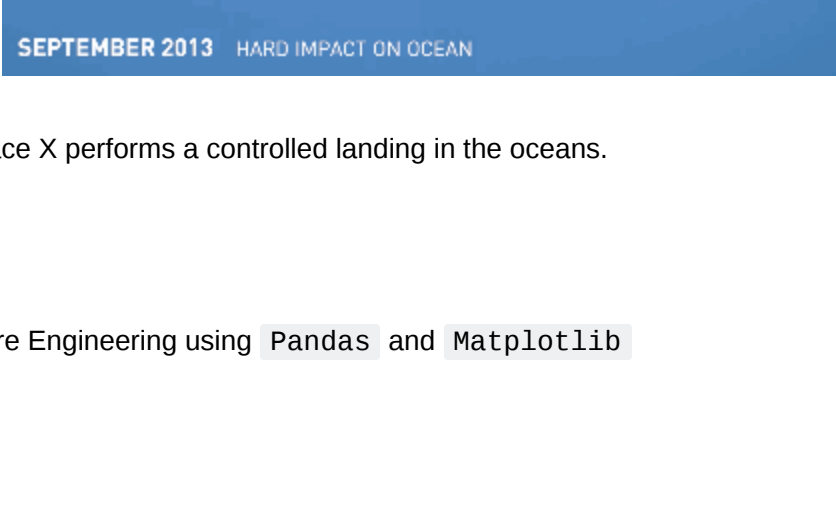 SEPTEMBER 2013 HARD IMPACT ON OCEAN
ce X performs a controlled landing in the oceans.
re Engineering using Pandas and Matplotlib